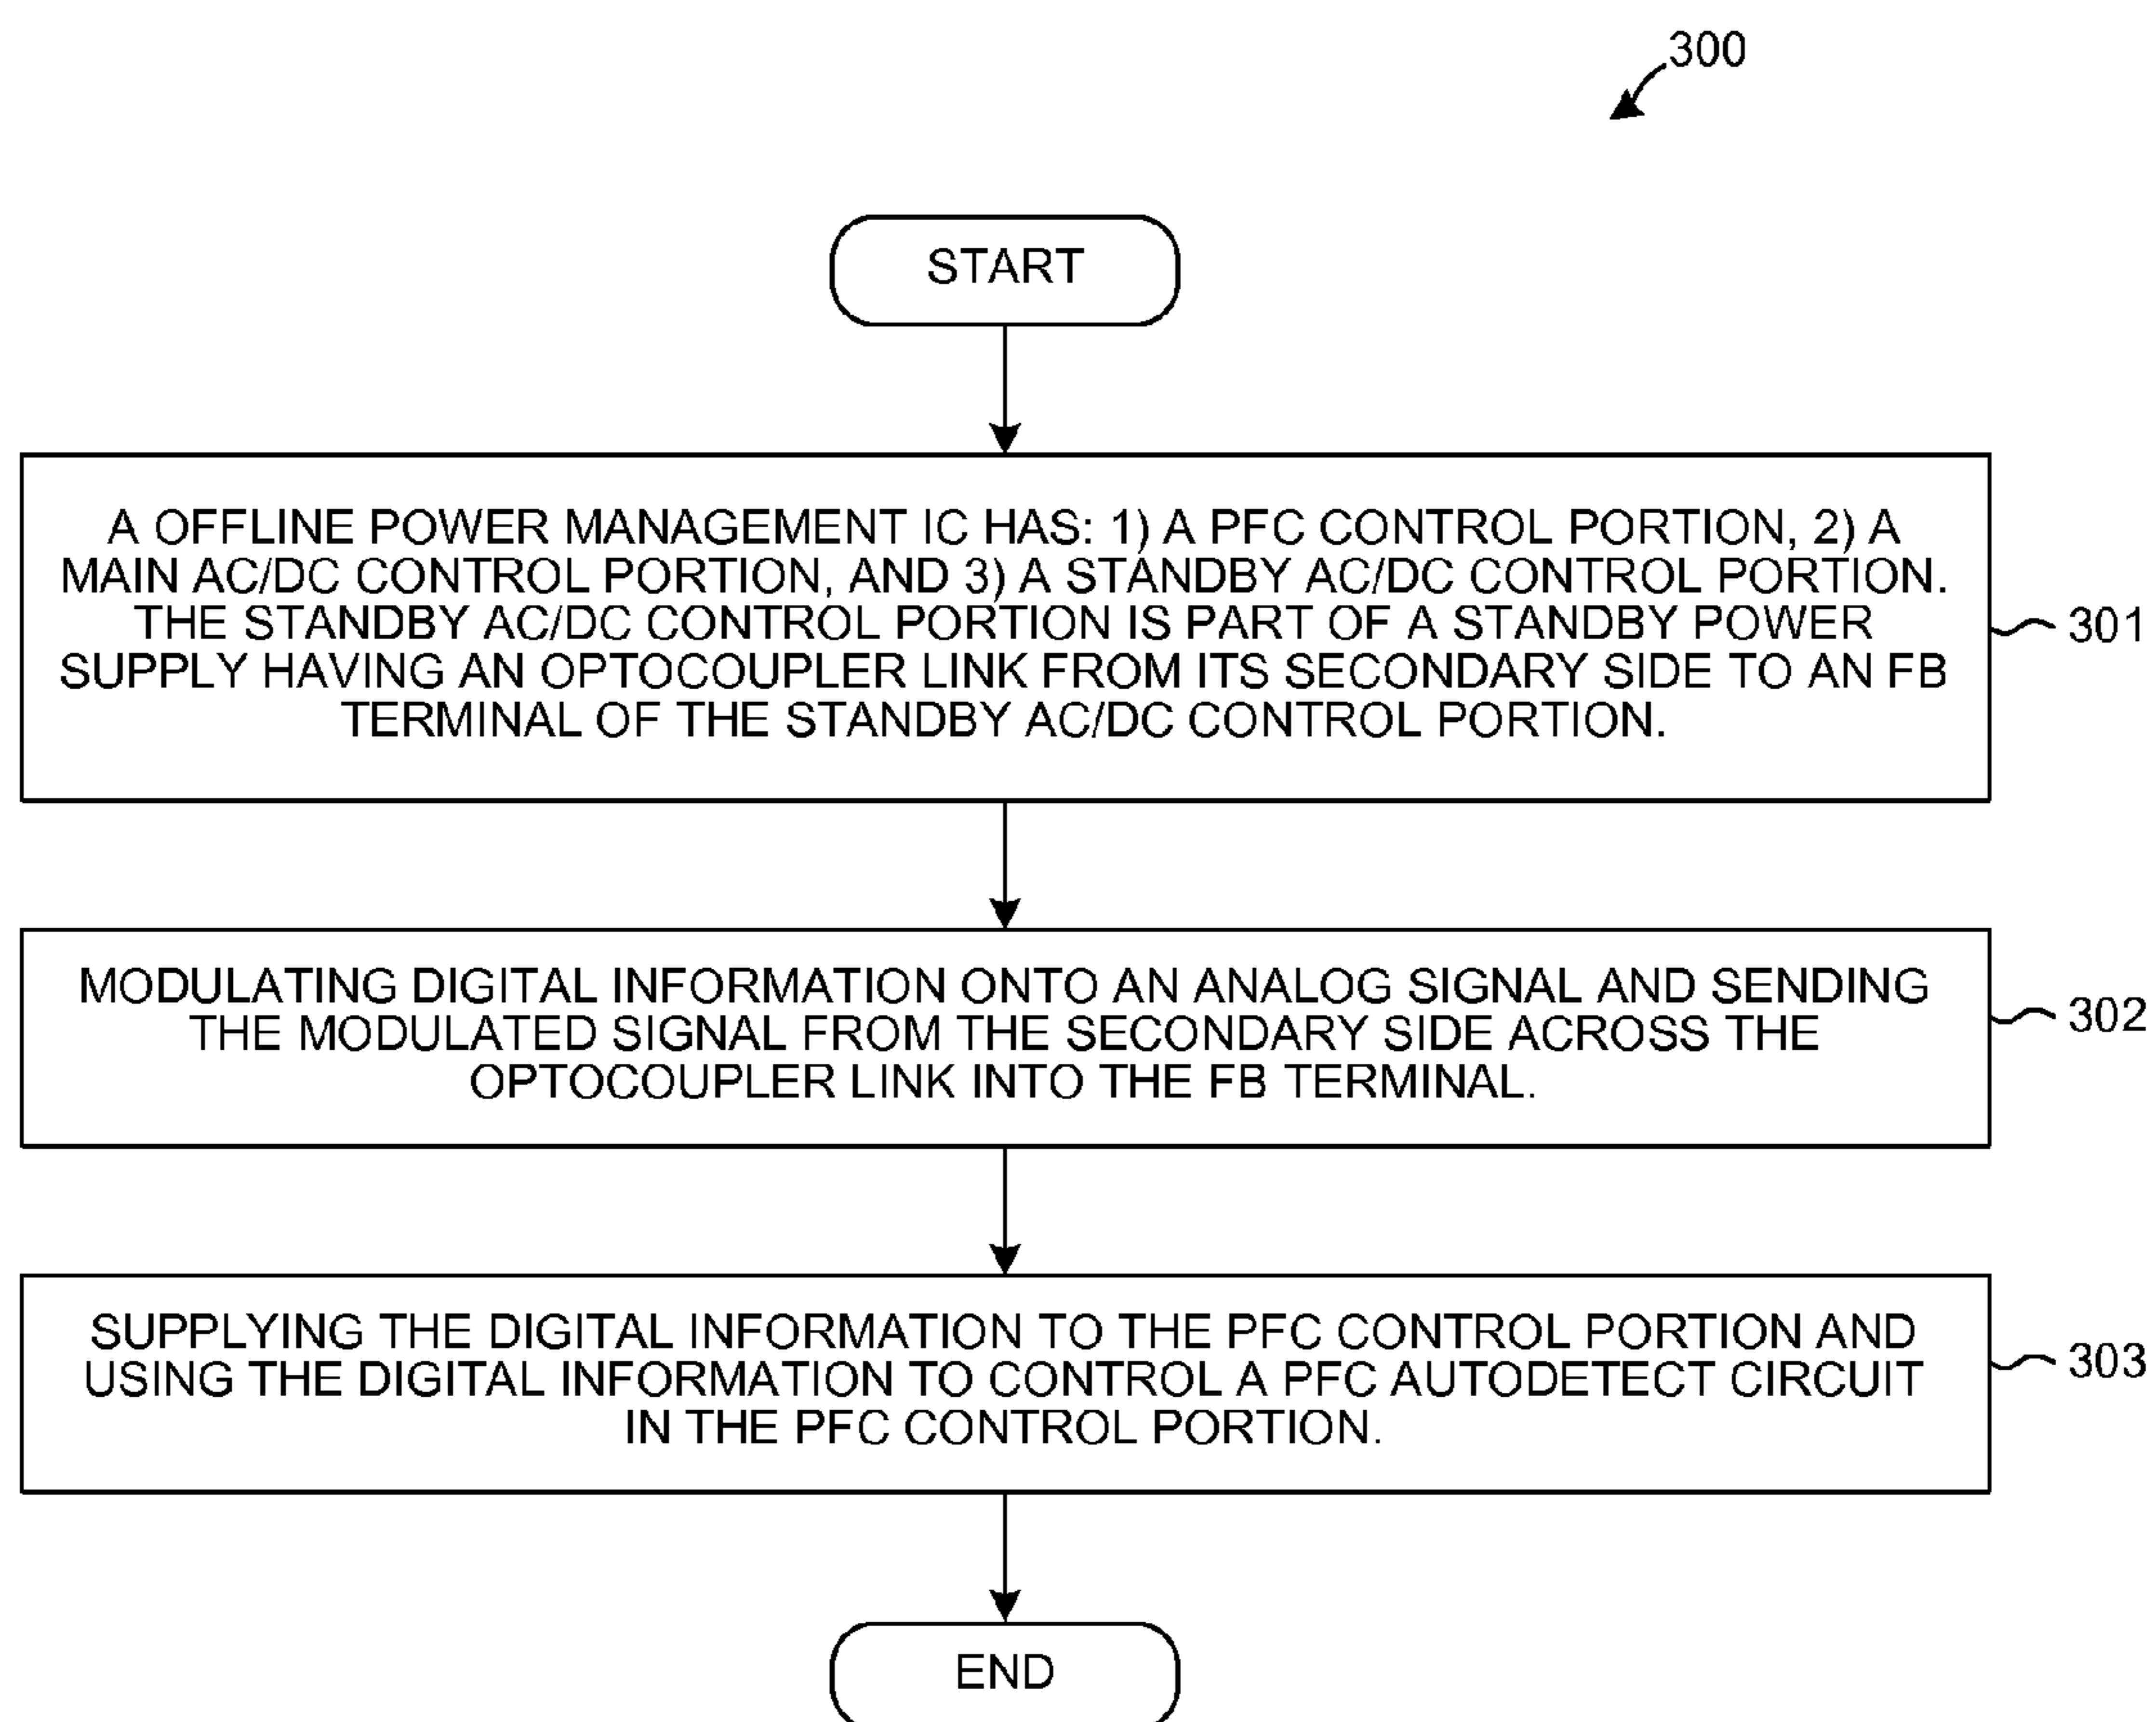 300
START
A OFFLINE POWER MANAGEMENT IC HAS: 1) A PFC CONTROL PORTION, 2) A
MAIN AC/DC CONTROL PORTION, AND 3) A STANDBY AC/DC CONTROL PORTION.
THE STANDBY AC/DC CONTROL PORTION IS PART OF A STANDBY POWER
SUPPLY HAVING AN OPTOCOUPLER LINK FROM ITS SECONDARY SIDE TO AN FB
TERMINAL OF THE STANDBY AC/DC CONTROL PORTION.
301
MODULATING DIGITAL INFORMATION ONTO AN ANALOG SIGNAL AND SENDING
THE MODULATED SIGNAL FROM THE SECONDARY SIDE ACROSS THE
OPTOCOUPLER LINK INTO THE FB TERMINAL.
302
SUPPLYING THE DIGITAL INFORMATION TO THE PFC CONTROL PORTION AND
USING THE DIGITAL INFORMATION TO CONTROL A PFC AUTODETECT CIRCUIT
IN THE PFC CONTROL PORTION.
303
END